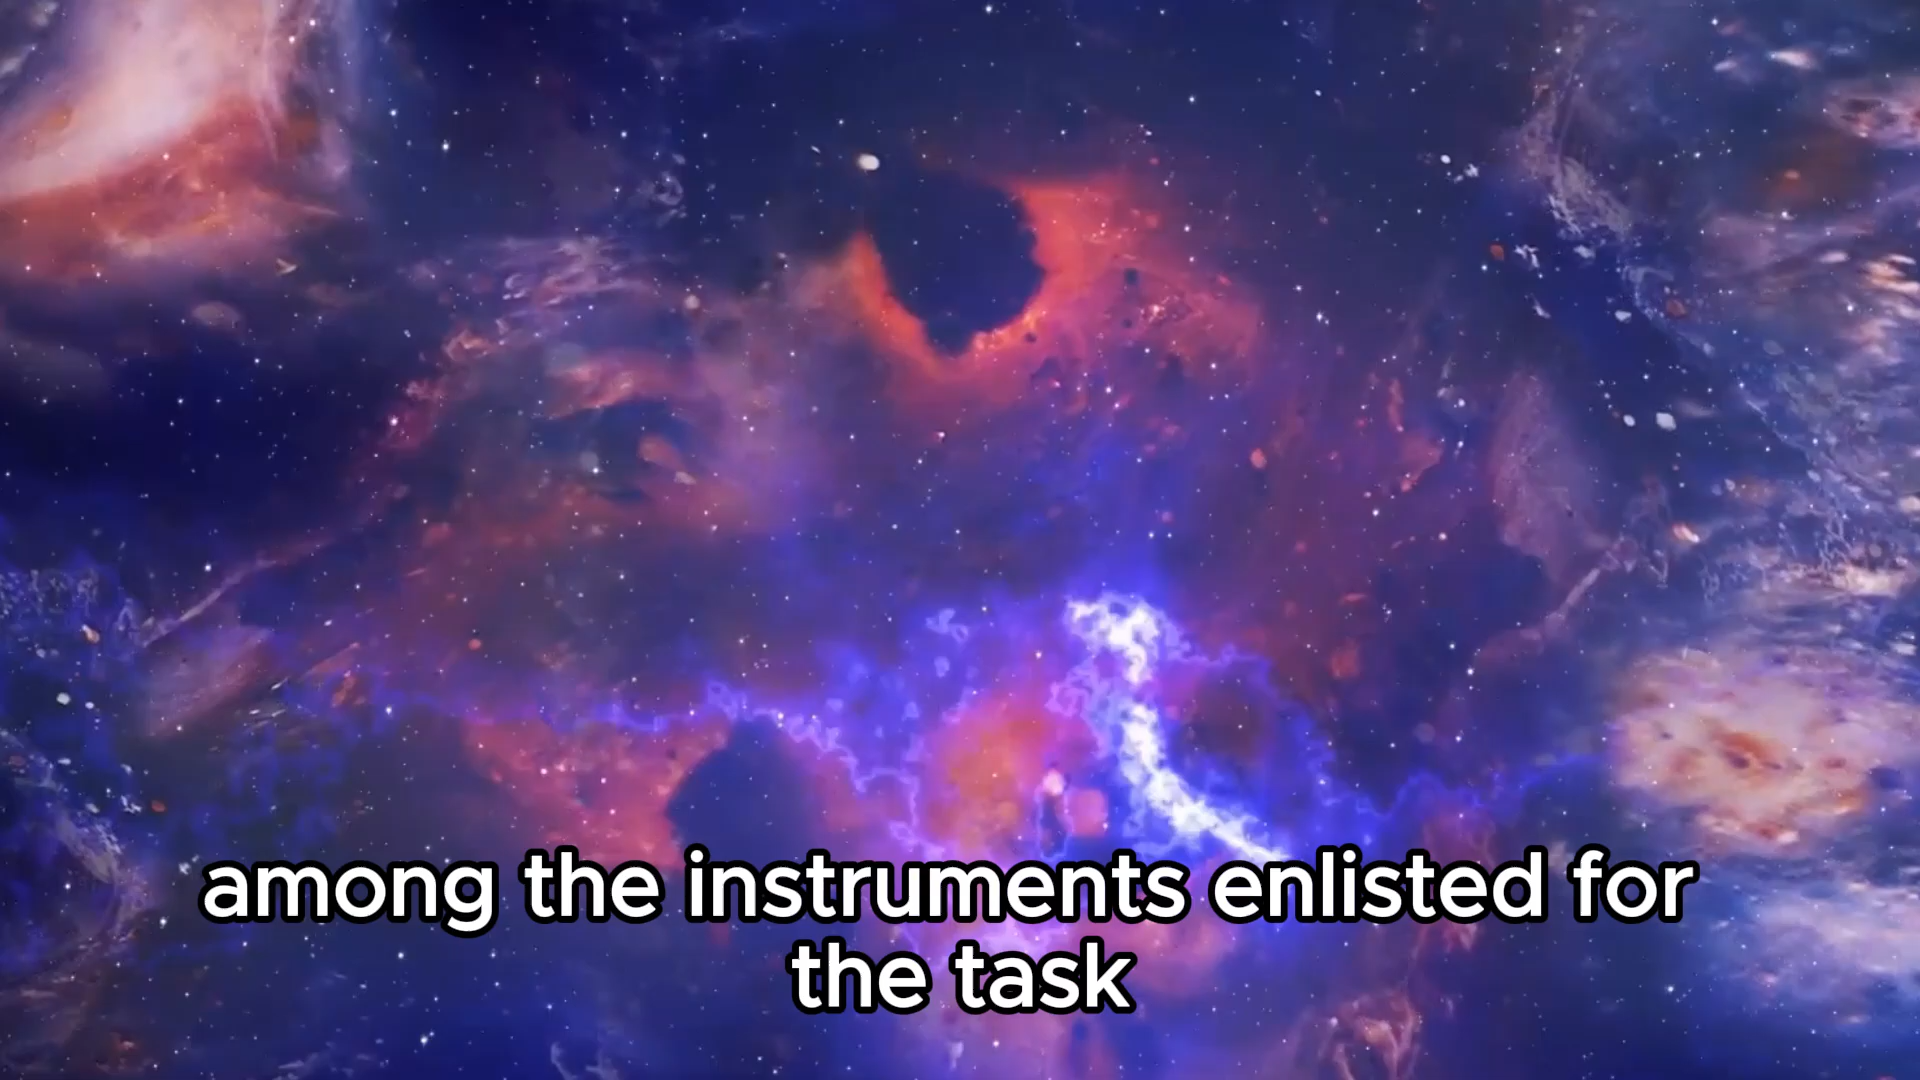 among the instruments enlisted for
the task